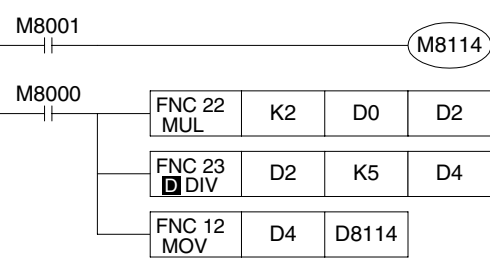 M8001
M8114
M8000
FNC 22
MUL K2 D0 D2
FNC 23
D DIV D2 K5 D4
FNC 12
MOV D4 D8114